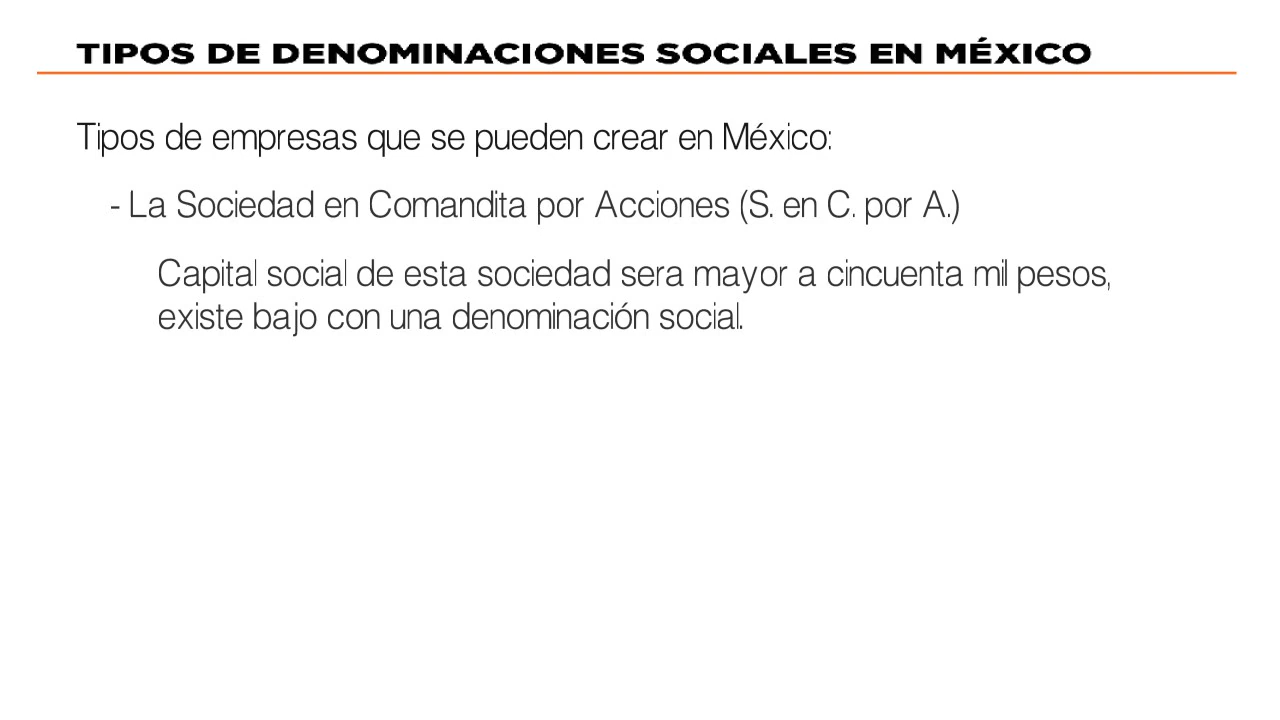 TIPOS DE DENOMINACIONES SOCIALES EN MÉXICO
Tipos de empresas que se pueden crear en México:
- La Sociedad en Comandita por Acciones (S. en C. por A.)
Capital social de esta sociedad sera mayor a cincuenta mil pesos,
existe bajo con una denominación social.